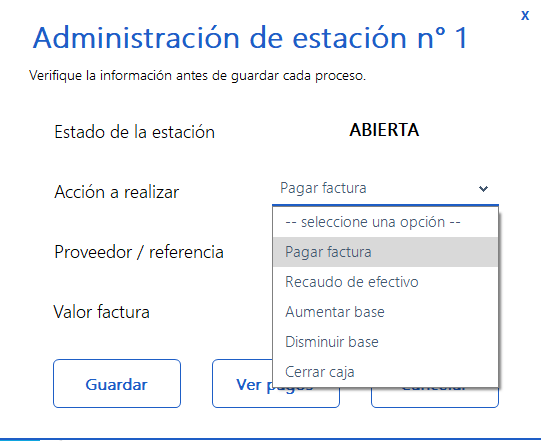 x
Administración de estación n° 1
Verifique la información antes de guardar cada proceso.
Estado de la estación ABIERTA
Acción a realizar Pagar factura
-- seleccione una opción --
Pagar factura
Proveedor / referencia
Recaudo de efectivo
Aumentar base
Valor factura
Disminuir base
Cerrar caja
Guardar Ver pagos Cancelar